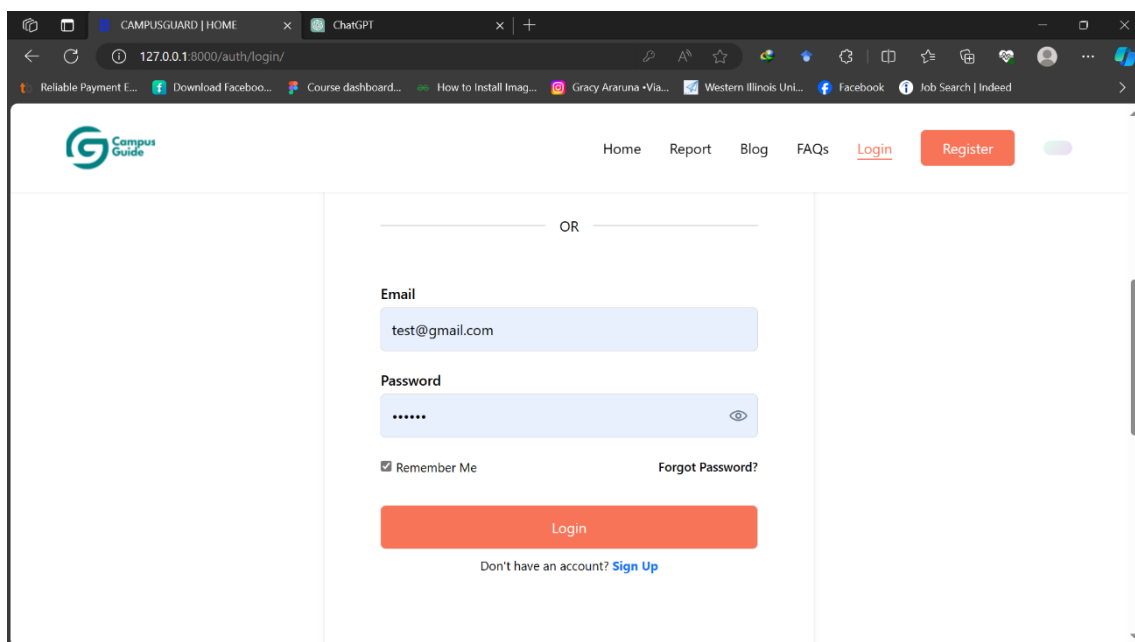 CAMPUSGUARD | HOME
ChatGPT
127.0.0.1:8000/auth/login/
Reliable Payment E...
Download Faceboo...
Course dashboard...
How to Install Imag...
Gracy Araruna •Via...
Western Illinois Uni...
Facebook
Job Search | Indeed
Campus
Guide
Home
Report
Blog
FAQs
Login
Register
OR
Email
test@gmail.com
Password
••••••
Remember Me
Forgot Password?
Login
Don't have an account? Sign Up